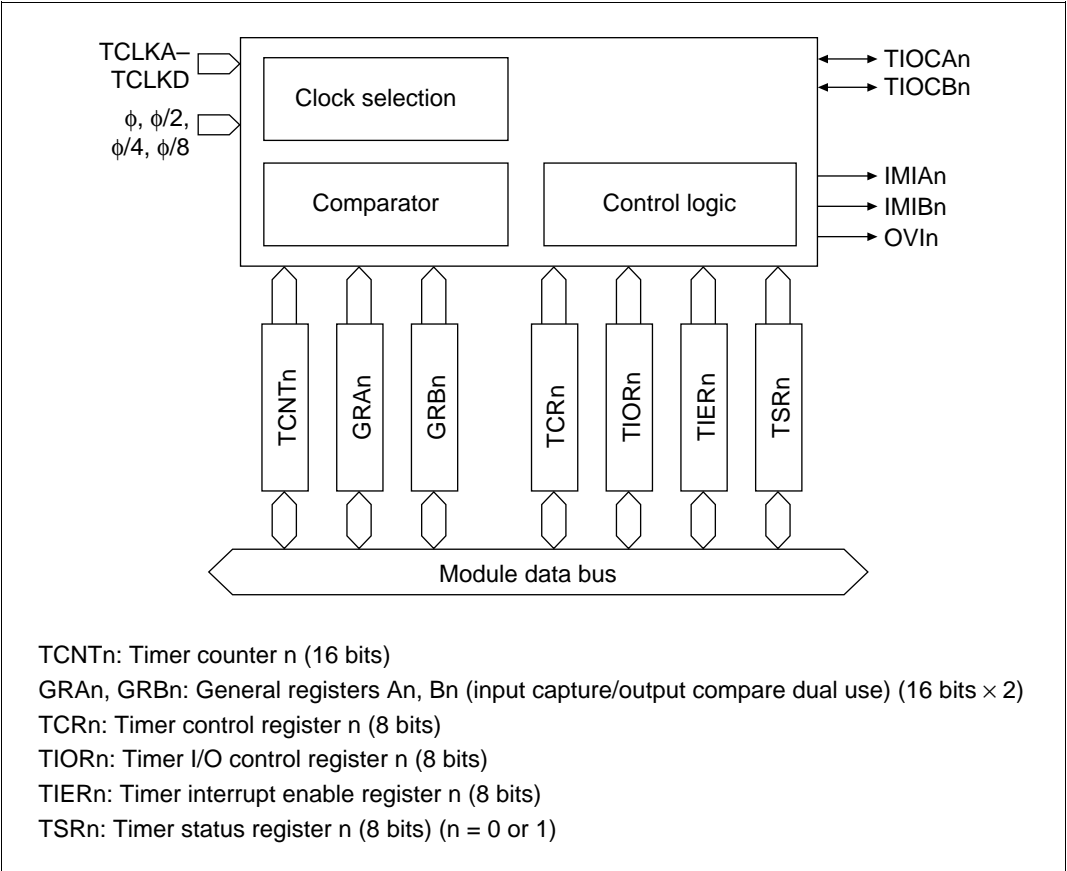 TCLKA–
TCLKD
ϕ, ϕ/2,
ϕ/4, ϕ/8
Clock selection
Comparator
Control logic
TIOCAn
TIOCBn
IMIAn
IMIBn
OVIn
TCNTn
GRAn
GRBn
TCRn
TIORn
TIERn
TSRn
Module data bus
TCNTn: Timer counter n (16 bits)
GRAn, GRBn: General registers An, Bn (input capture/output compare dual use) (16 bits × 2)
TCRn: Timer control register n (8 bits)
TIORn: Timer I/O control register n (8 bits)
TIERn: Timer interrupt enable register n (8 bits)
TSRn: Timer status register n (8 bits) (n = 0 or 1)